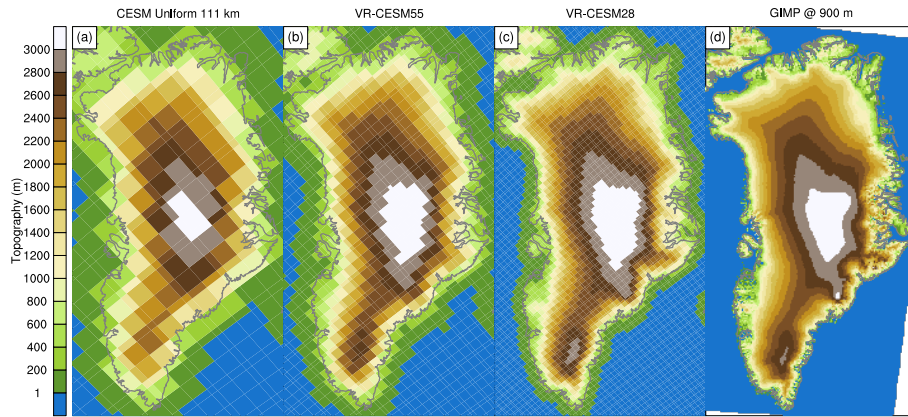 CESM Uniform 111 km
VR-CESM55
VR-CESM28
GIMP @ 900 m
(a)
(b)
(c)
(d)
Topography (m)
3000
2800
2600
2400
2200
2000
1800
1600
1400
1200
1000
800
600
400
200
1